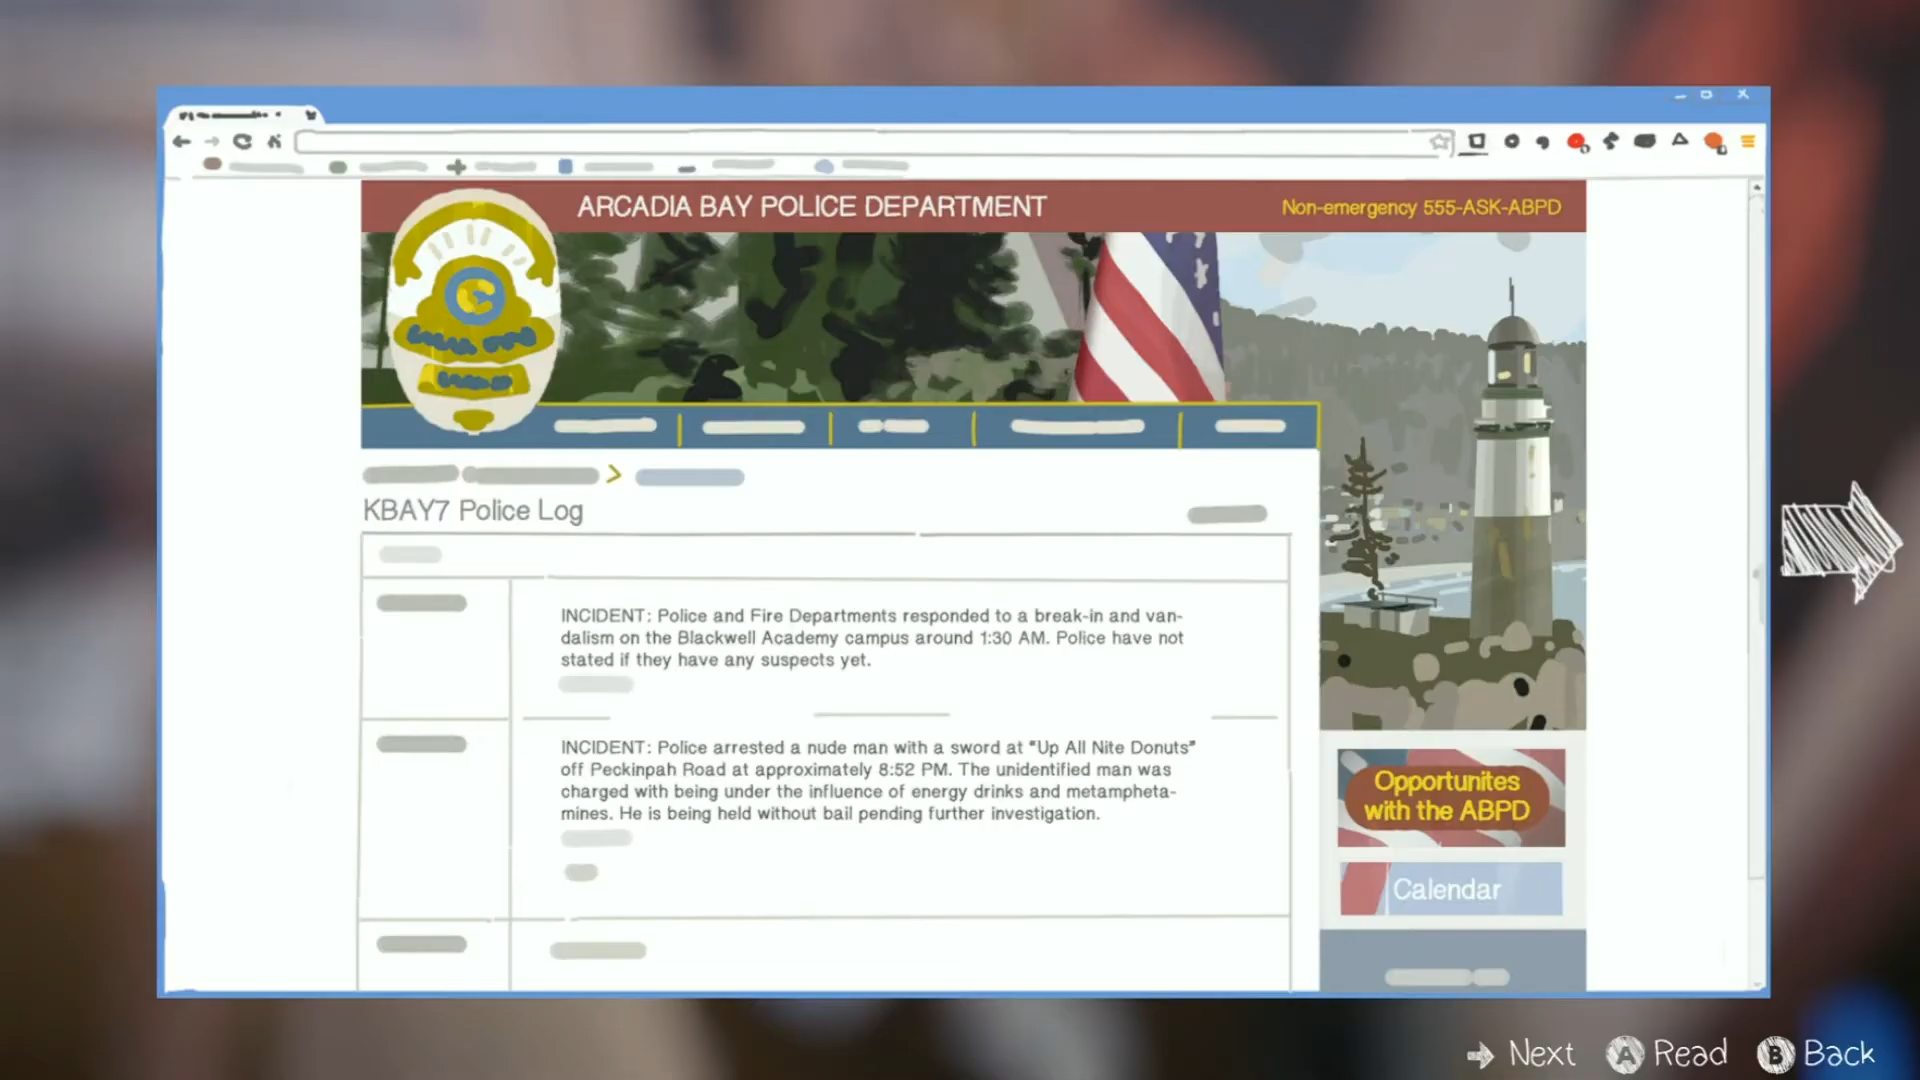 ARCADIA BAY POLICE DEPARTMENT
Non-emergency 555-ASK-ABPD
KBAY7 Police Log
INCIDENT: Police and Fire Departments responded to a break-in and van-
dalism on the Blackwell Academy campus around 1:30 AM. Police have not
stated if they have any suspects yet.
INCIDENT: Police arrested a nude man with a sword at "Up All Nite Donuts"
off Peckinpah Road at approximately 8:52 PM. The unidentified man was
charged with being under the influence of energy drinks and metampheta-
mines. He is being held without bail pending further investigation.
Opportunites
with the ABPD
Calendar
Next
A Read
B Back